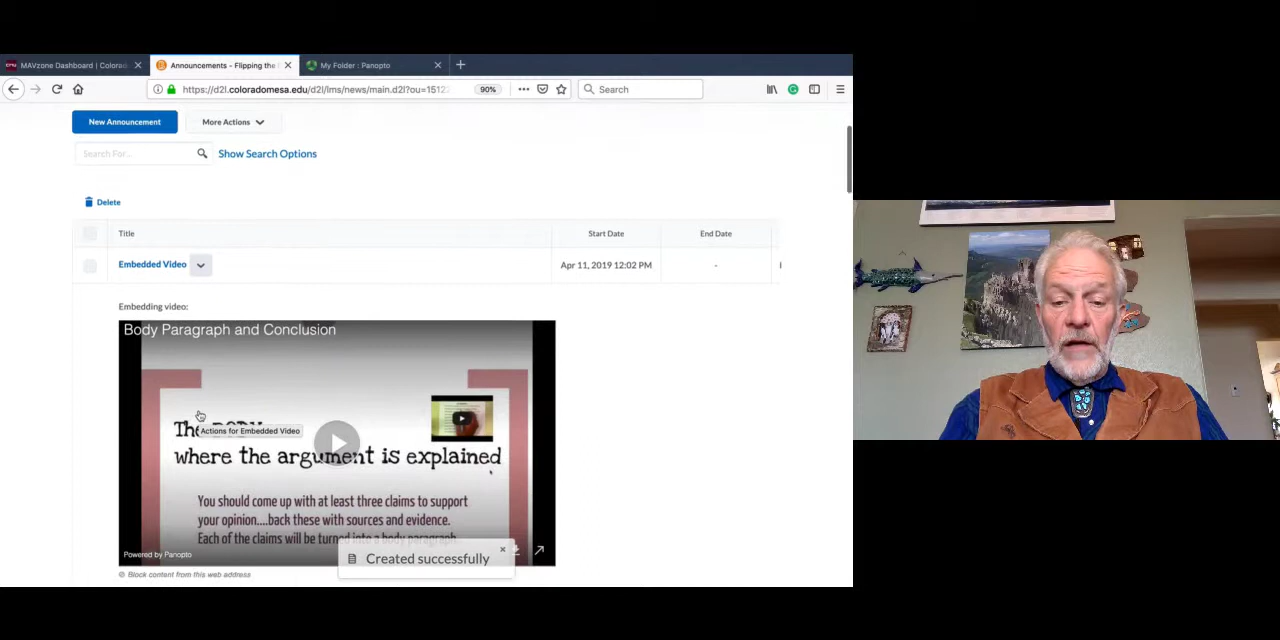 MAVzone Dashboard | Colorad
Announcements - Flipping the
My Folder : Panopto
https://d2l.coloradomesa.edu/d2l/lms/news/main.d2l?ou=1512
90%
Search
New Announcement
More Actions
Search For...
Show Search Options
Delete
Title
Start Date
End Date
Embedded Video
Apr 11, 2019 12:02 PM
-
Embedding video:
Body Paragraph and Conclusion
The
Actions for Embedded Video
where the argument is explained
You should come up with at least three claims to support
your opinion....back these with sources and evidence.
Each of the claims will be turned into a body paragraph
Powered by Panopto
Created successfully
Block content from this web address